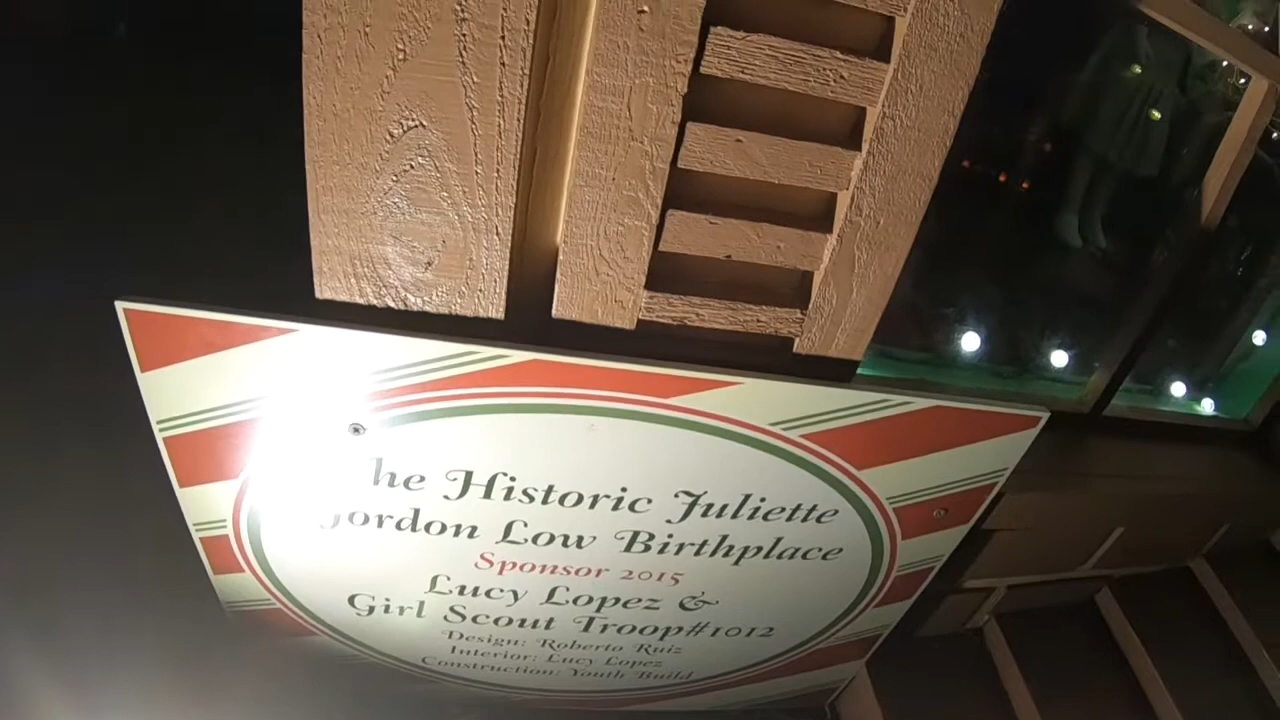 The Historic Juliette
Gordon Low Birthplace
Sponsor 2015
Lucy Lopez &
Girl Scout Troop#1012
Design: Roberto Ruiz
Interior: Lucy Lopez
Construction: Youth Build